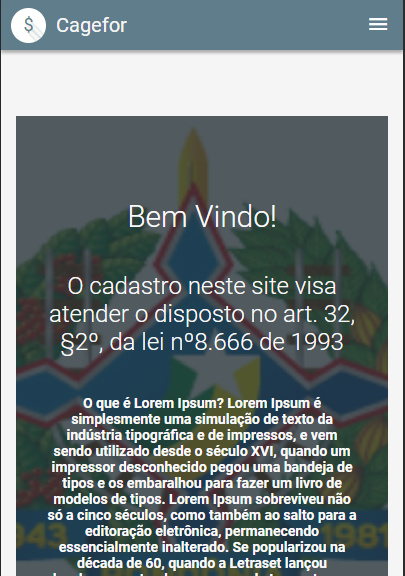 $ Cagefor
Bem Vindo!
O cadastro neste site visa
atender o disposto no art. 32,
§2º, da lei nº8.666 de 1993
O que é Lorem Ipsum? Lorem Ipsum é
simplesmente uma simulação de texto da
indústria tipográfica e de impressos, e vem
sendo utilizado desde o século XVI, quando um
impressor desconhecido pegou uma bandeja de
tipos e os embaralhou para fazer um livro de
modelos de tipos. Lorem Ipsum sobreviveu não
só a cinco séculos, como também ao salto para a
editoração eletrônica, permanecendo
essencialmente inalterado. Se popularizou na
década de 60, quando a Letraset lançou
943 1981